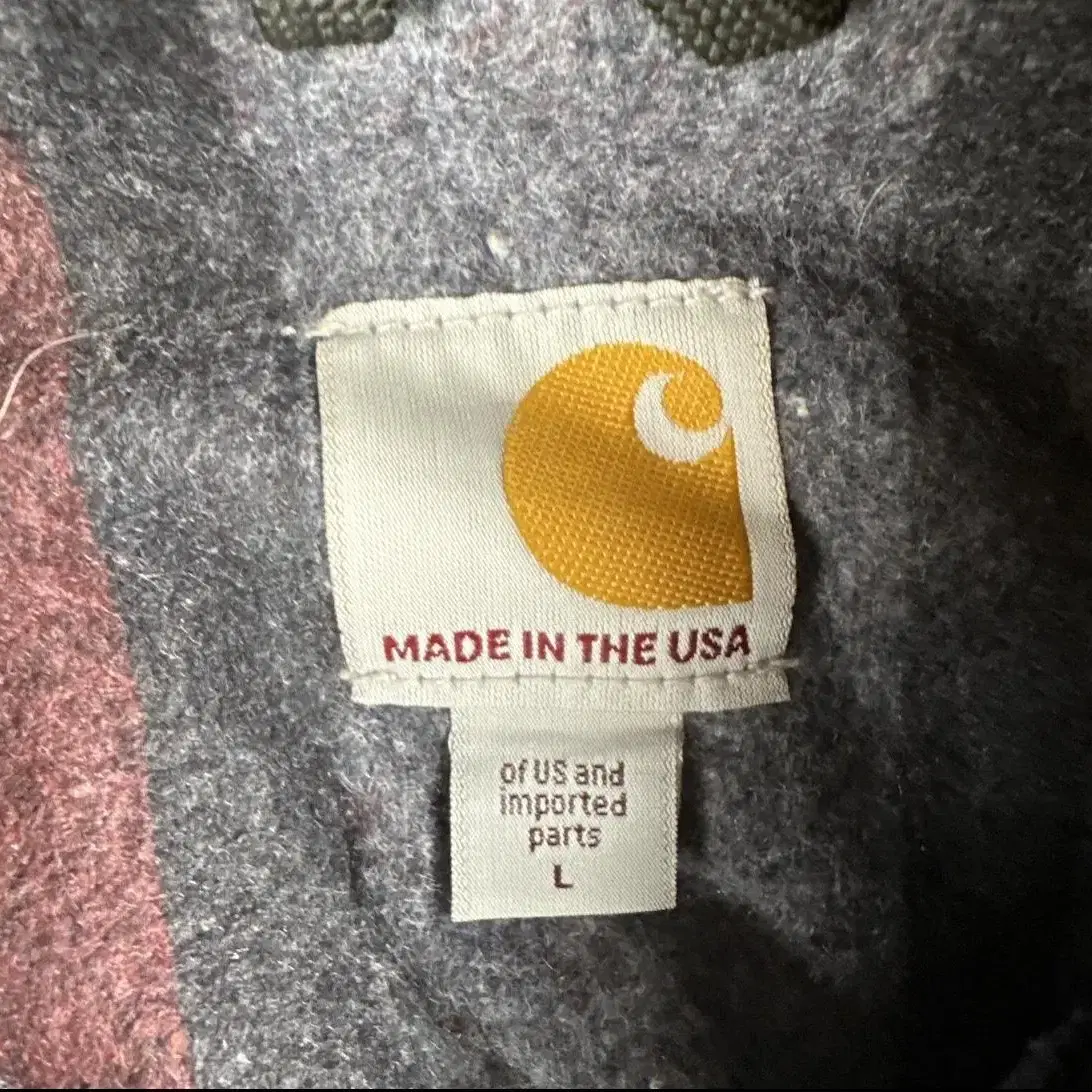 MADE IN THE USA
of US and
imported
parts
L